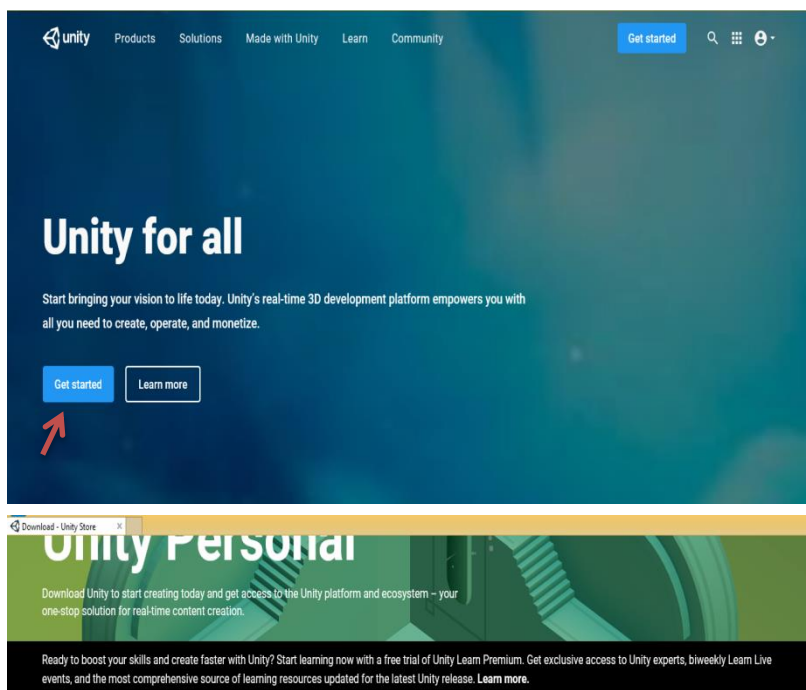 unity Products Solutions Made with Unity Learn Community Get started
Unity for all
Start bringing your vision to life today. Unity's real-time 3D development platform empowers you with
all you need to create, operate, and monetize.
Get started Learn more
Download - Unity Store X
Unity Personal
Download Unity to start creating today and get access to the Unity platform and ecosystem – your
one-stop solution for real-time content creation.
Ready to boost your skills and create faster with Unity? Start learning now with a free trial of Unity Learn Premium. Get exclusive access to Unity experts, biweekly Learn Live
events, and the most comprehensive source of learning resources updated for the latest Unity release. Learn more.